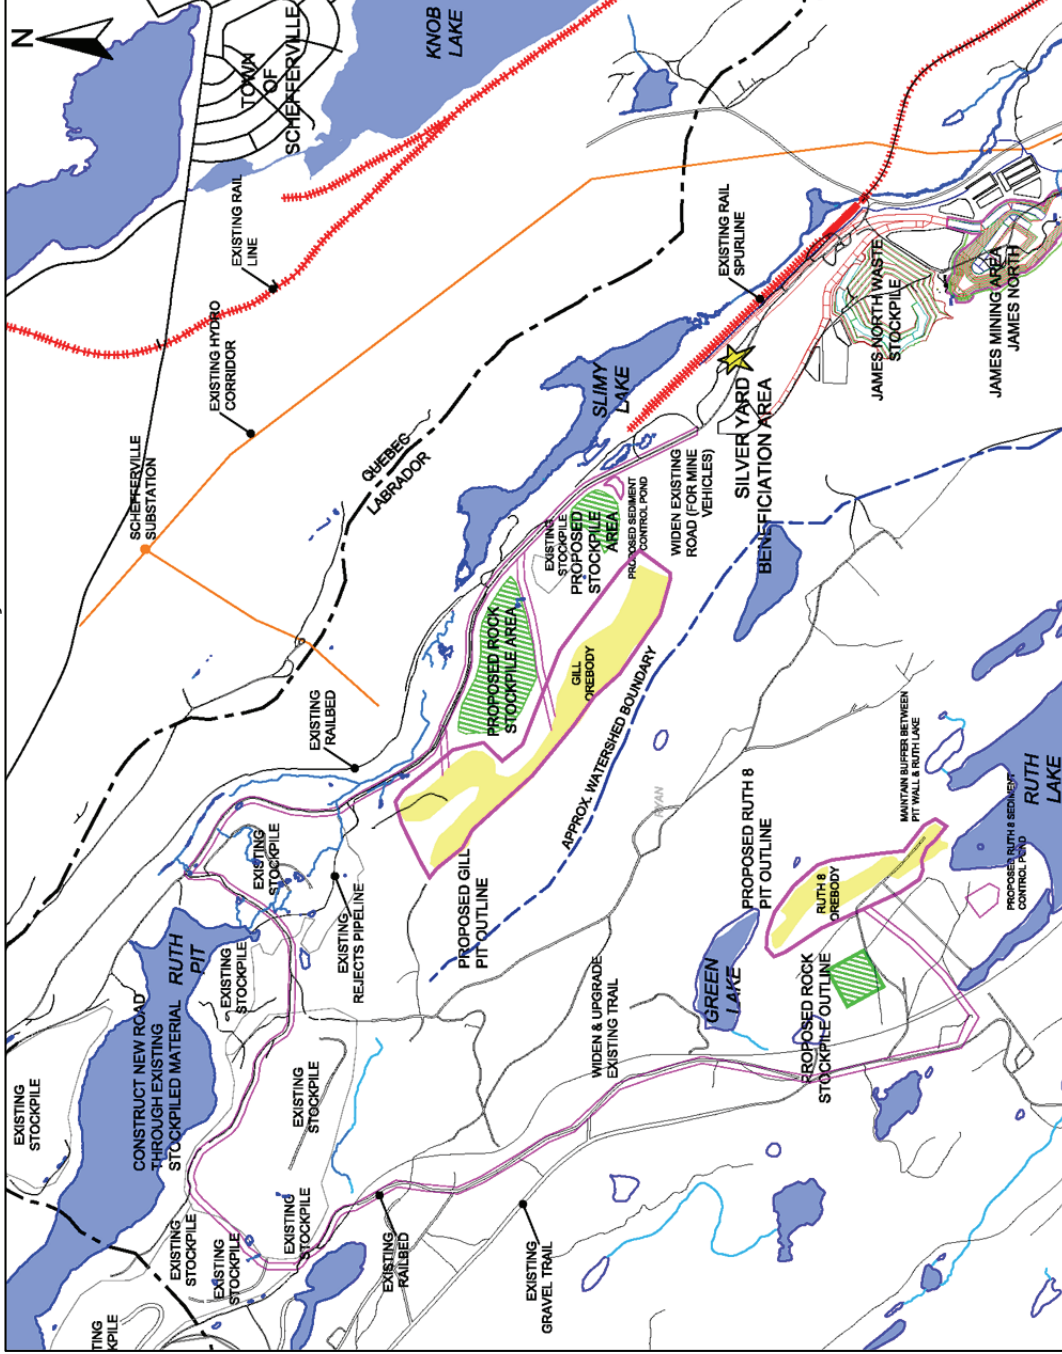 N
TOWN
OF
SCHEFFERVILLE
KNOB
LAKE
EXISTING RAIL
LINE
EXISTING HYDRO
CORRIDOR
SCHEFFERVILLE
SUBSTATION
QUEBEC
LABRADOR
EXISTING RAIL
SPURLINE
SLIMY
LAKE
JAMES NORTH WASTE
STOCKPILE
JAMES MINING AREA
JAMES NORTH
SILVER YARD
BENEFICIATION AREA
WIDEN EXISTING
ROAD (FOR MINE
VEHICLES)
EXISTING
STOCKPILE
PROPOSED
STOCKPILE
AREA
PROPOSED SEDIMENT
CONTROL POND
PROPOSED ROCK
STOCKPILE AREA
GILL
OREBODY
APPROX. WATERSHED BOUNDARY
EXISTING
RAILBED
EXISTING
STOCKPILE
EXISTING
REJECTS PIPELINE
PROPOSED GILL
PIT OUTLINE
RUTH
PIT
EXISTING
STOCKPILE
CONSTRUCT NEW ROAD
THROUGH EXISTING
STOCKPILED MATERIAL
EXISTING
STOCKPILE
EXISTING
STOCKPILE
WIDEN & UPGRADE
EXISTING TRAIL
GREEN
LAKE
PROPOSED RUTH 8
PIT OUTLINE
RUTH 8
OREBODY
MAINTAIN BUFFER BETWEEN
PIT WALL & RUTH LAKE
PROPOSED RUTH 8 SEDIMENT
CONTROL POND
RUTH
LAKE
PROPOSED ROCK
STOCKPILE OUTLINE
EXISTING
STOCKPILE
EXISTING
STOCKPILE
EXISTING
STOCKPILE
EXISTING
RAILBED
EXISTING
GRAVEL TRAIL
TING
KPILE